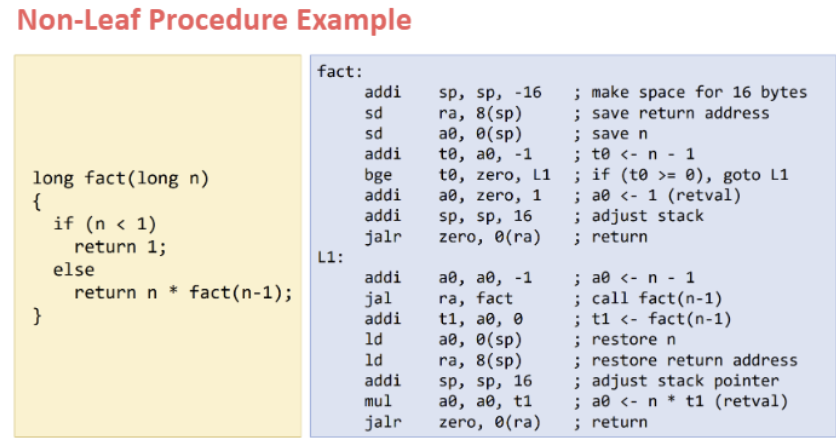 Non-Leaf Procedure Example
long fact(long n)
{
  if (n < 1)
    return 1;
  else
    return n * fact(n-1);
}
fact:
    addi  sp, sp, -16   ; make space for 16 bytes
    sd    ra, 8(sp)     ; save return address
    sd    a0, 0(sp)     ; save n
    addi  t0, a0, -1    ; t0 <- n - 1
    bge   t0, zero, L1  ; if (t0 >= 0), goto L1
    addi  a0, zero, 1   ; a0 <- 1 (retval)
    addi  sp, sp, 16    ; adjust stack
    jalr  zero, 0(ra)   ; return
L1:
    addi  a0, a0, -1    ; a0 <- n - 1
    jal   ra, fact      ; call fact(n-1)
    addi  t1, a0, 0     ; t1 <- fact(n-1)
    ld    a0, 0(sp)     ; restore n
    ld    ra, 8(sp)     ; restore return address
    addi  sp, sp, 16    ; adjust stack pointer
    mul   a0, a0, t1    ; a0 <- n * t1 (retval)
    jalr  zero, 0(ra)   ; return